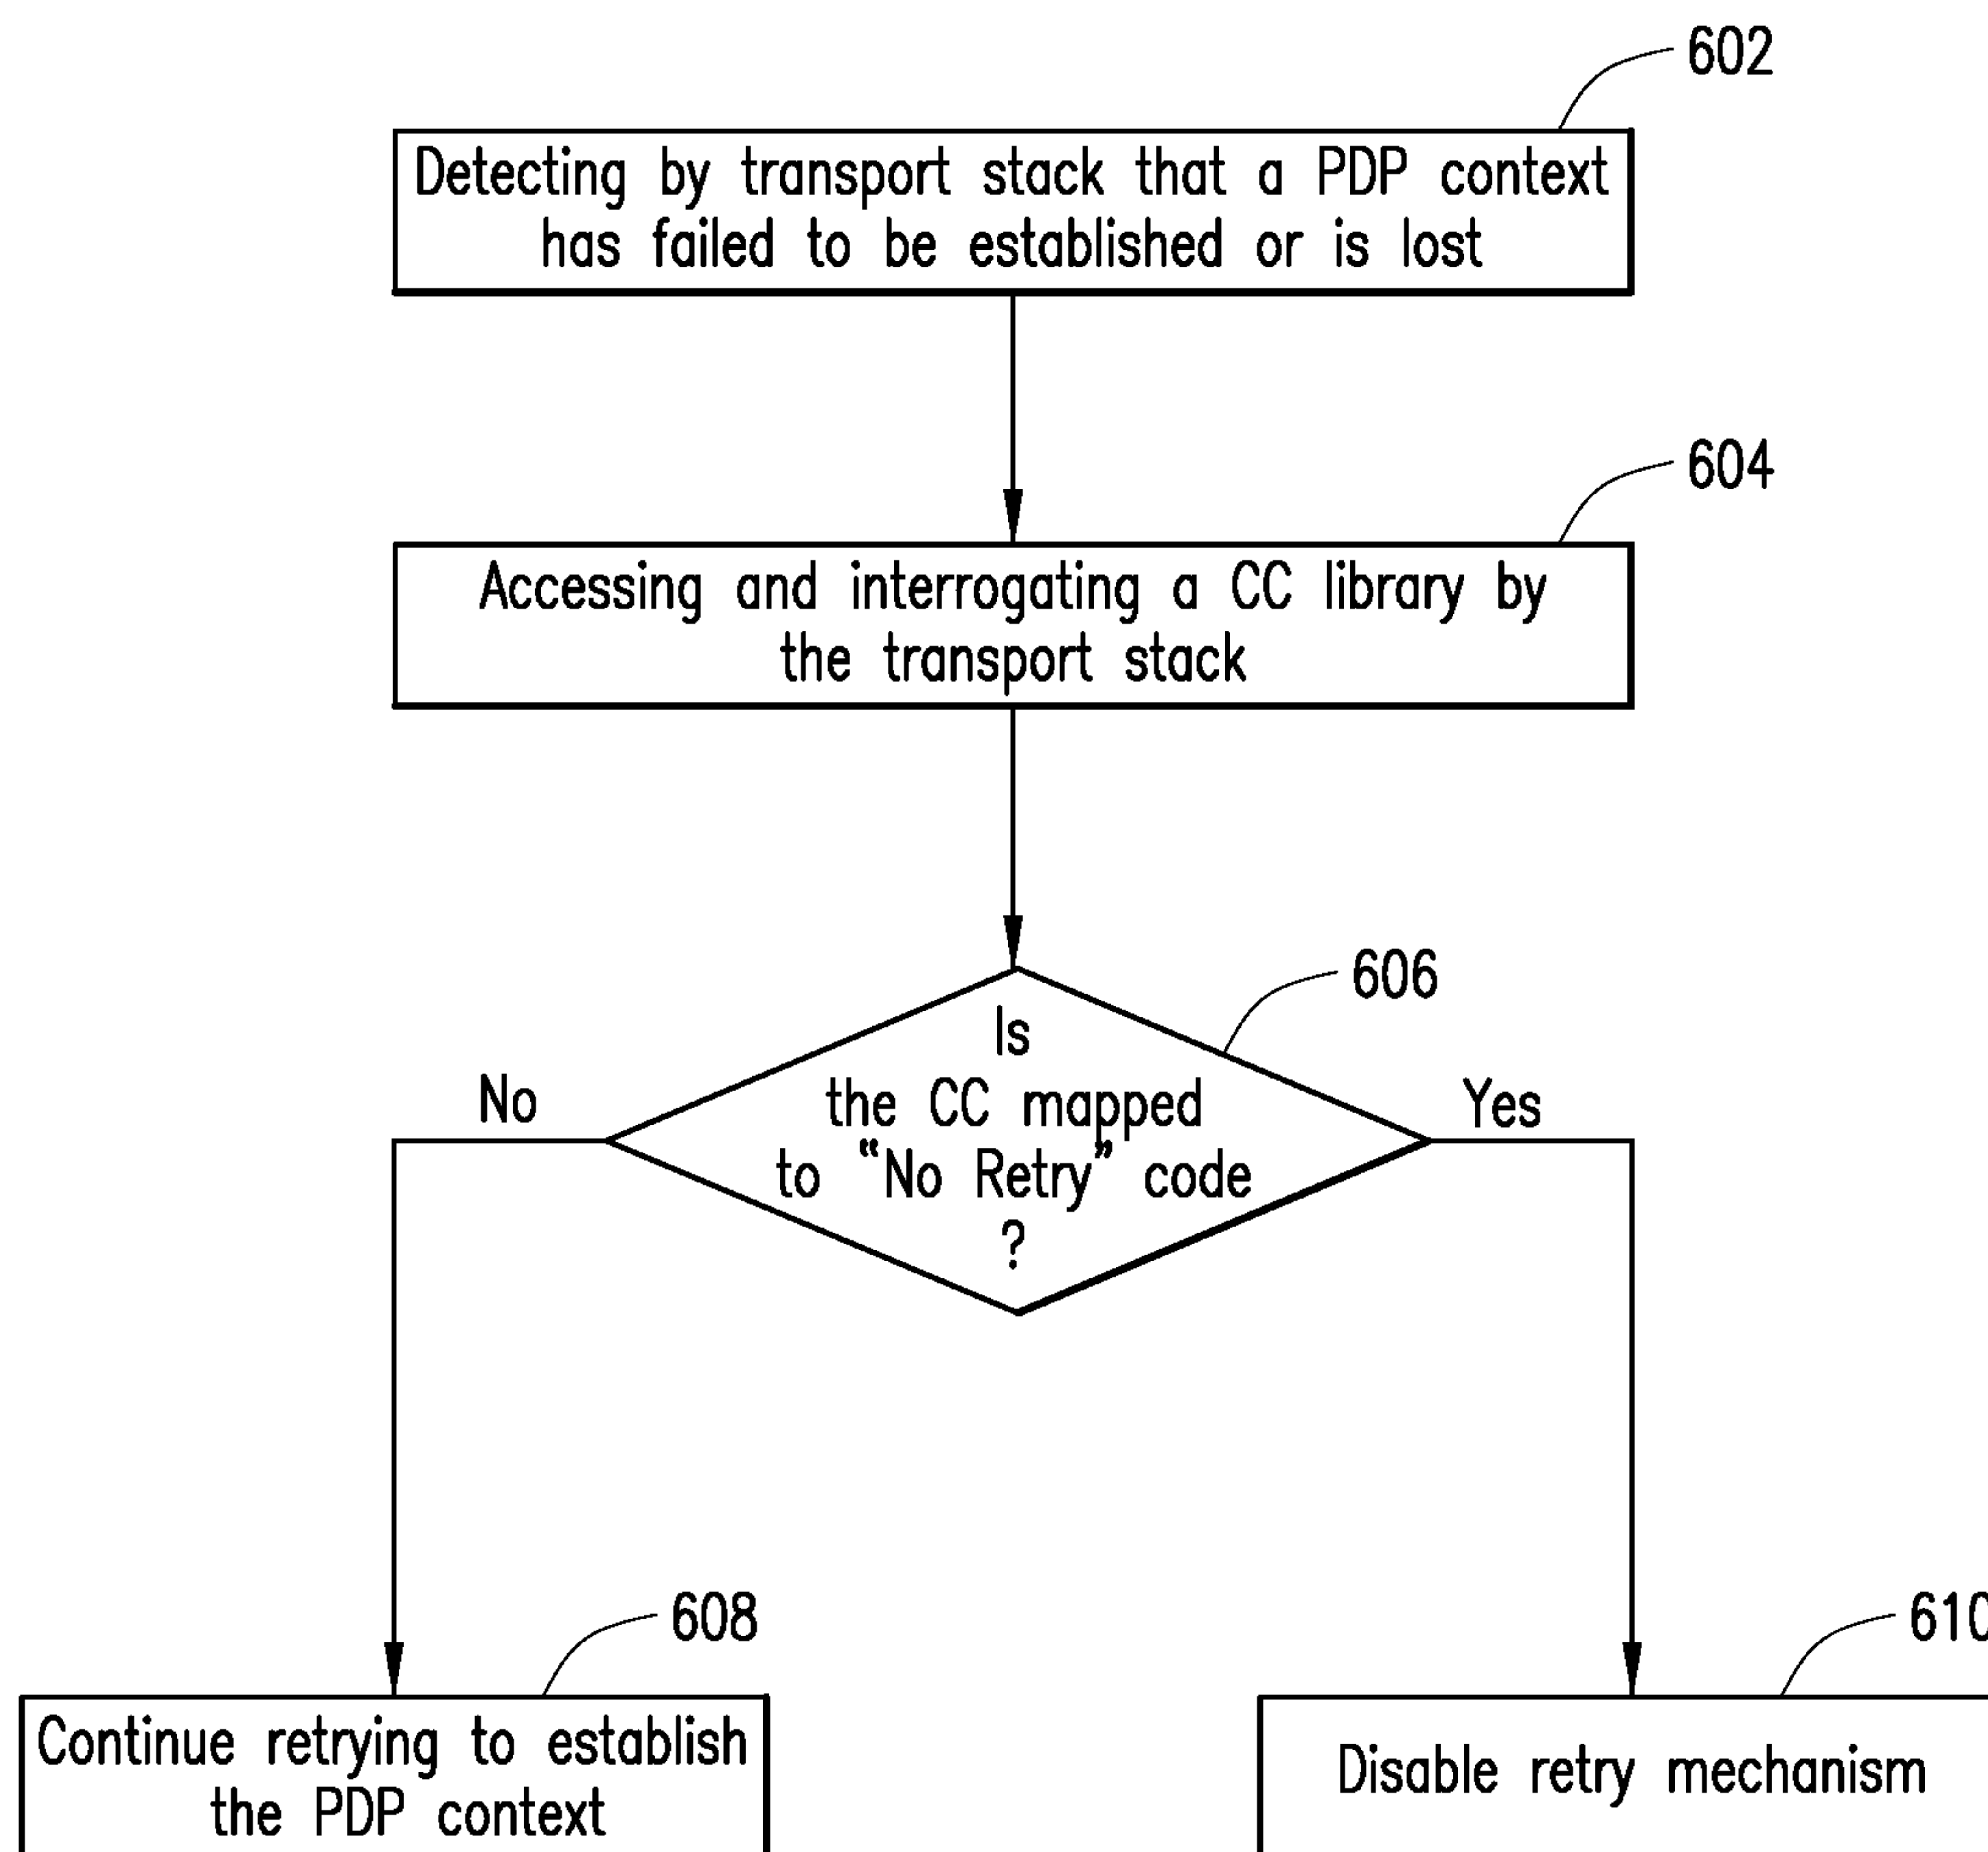 602
Detecting by transport stack that a PDP context
has failed to be established or is lost
604
Accessing and interrogating a CC library by
the transport stack
606
Is
the CC mapped
to “No Retry” code
?
No
Yes
608
Continue retrying to establish
the PDP context
610
Disable retry mechanism